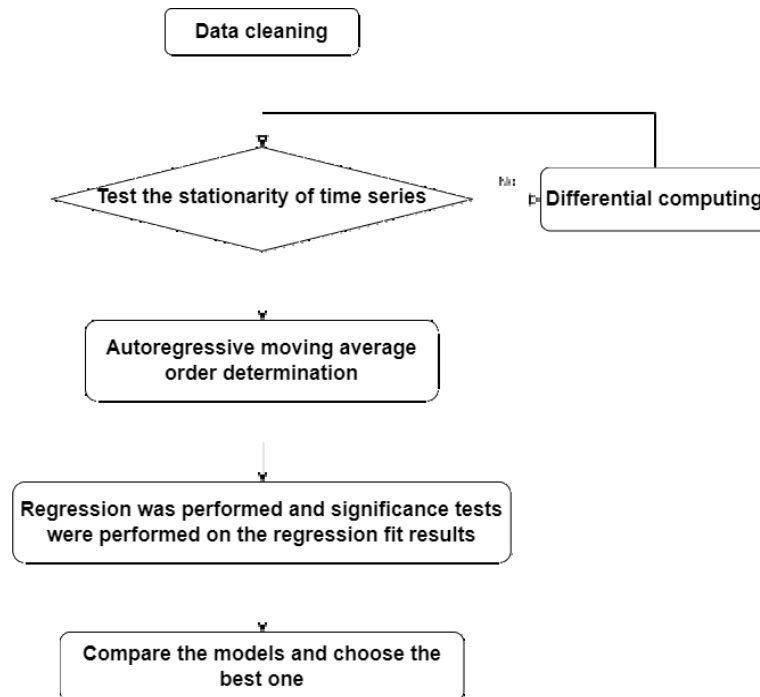 Data cleaning
Test the stationarity of time series
Differential computing
Autoregressive moving average
order determination
Regression was performed and significance tests
were performed on the regression fit results
Compare the models and choose the
best one